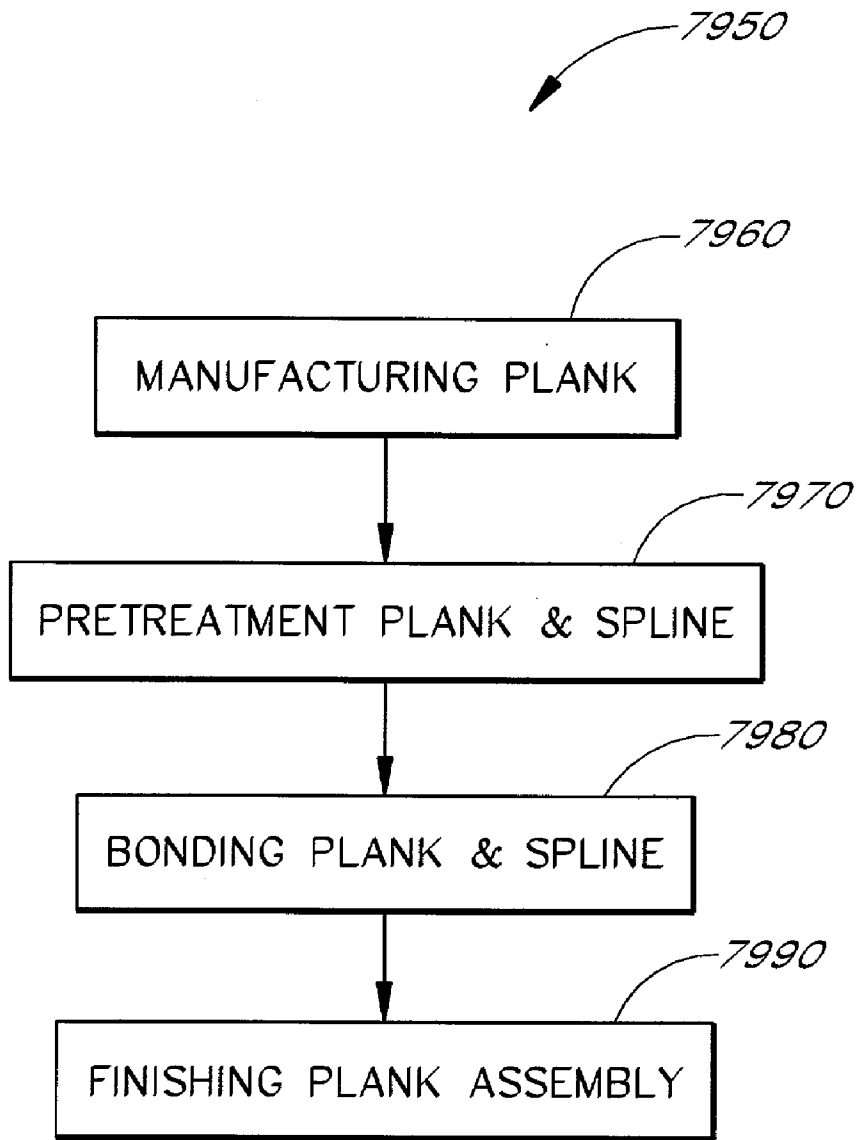 7950
7960
MANUFACTURING PLANK
7970
PRETREATMENT PLANK & SPLINE
7980
BONDING PLANK & SPLINE
7990
FINISHING PLANK ASSEMBLY